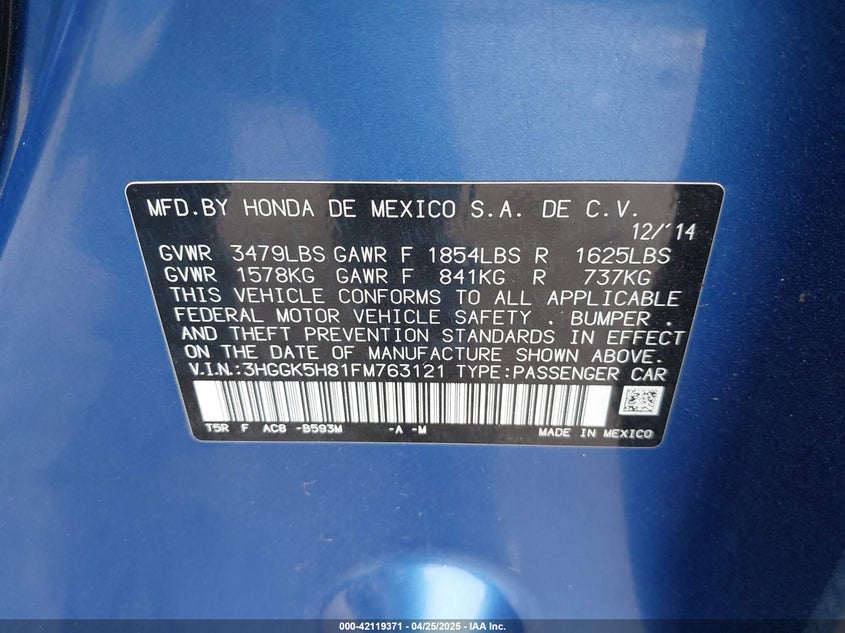 MFD.BY HONDA DE MEXICO S.A. DE C.V.
12/'14
GVWR 3479LBS GAWR F 1854LBS R 1625LBS
GVWR 1578KG GAWR F 841KG R 737KG
THIS VEHICLE CONFORMS TO ALL APPLICABLE
FEDERAL MOTOR VEHICLE SAFETY , BUMPER ,
AND THEFT PREVENTION STANDARDS IN EFFECT
ON THE DATE OF MANUFACTURE SHOWN ABOVE.
V.I.N.:3HGGK5H81FM763121 TYPE:PASSENGER CAR
T5R F AC8 -B593M -A -M
MADE IN MEXICO
000-42119371 - 04/25/2025 - IAA Inc.